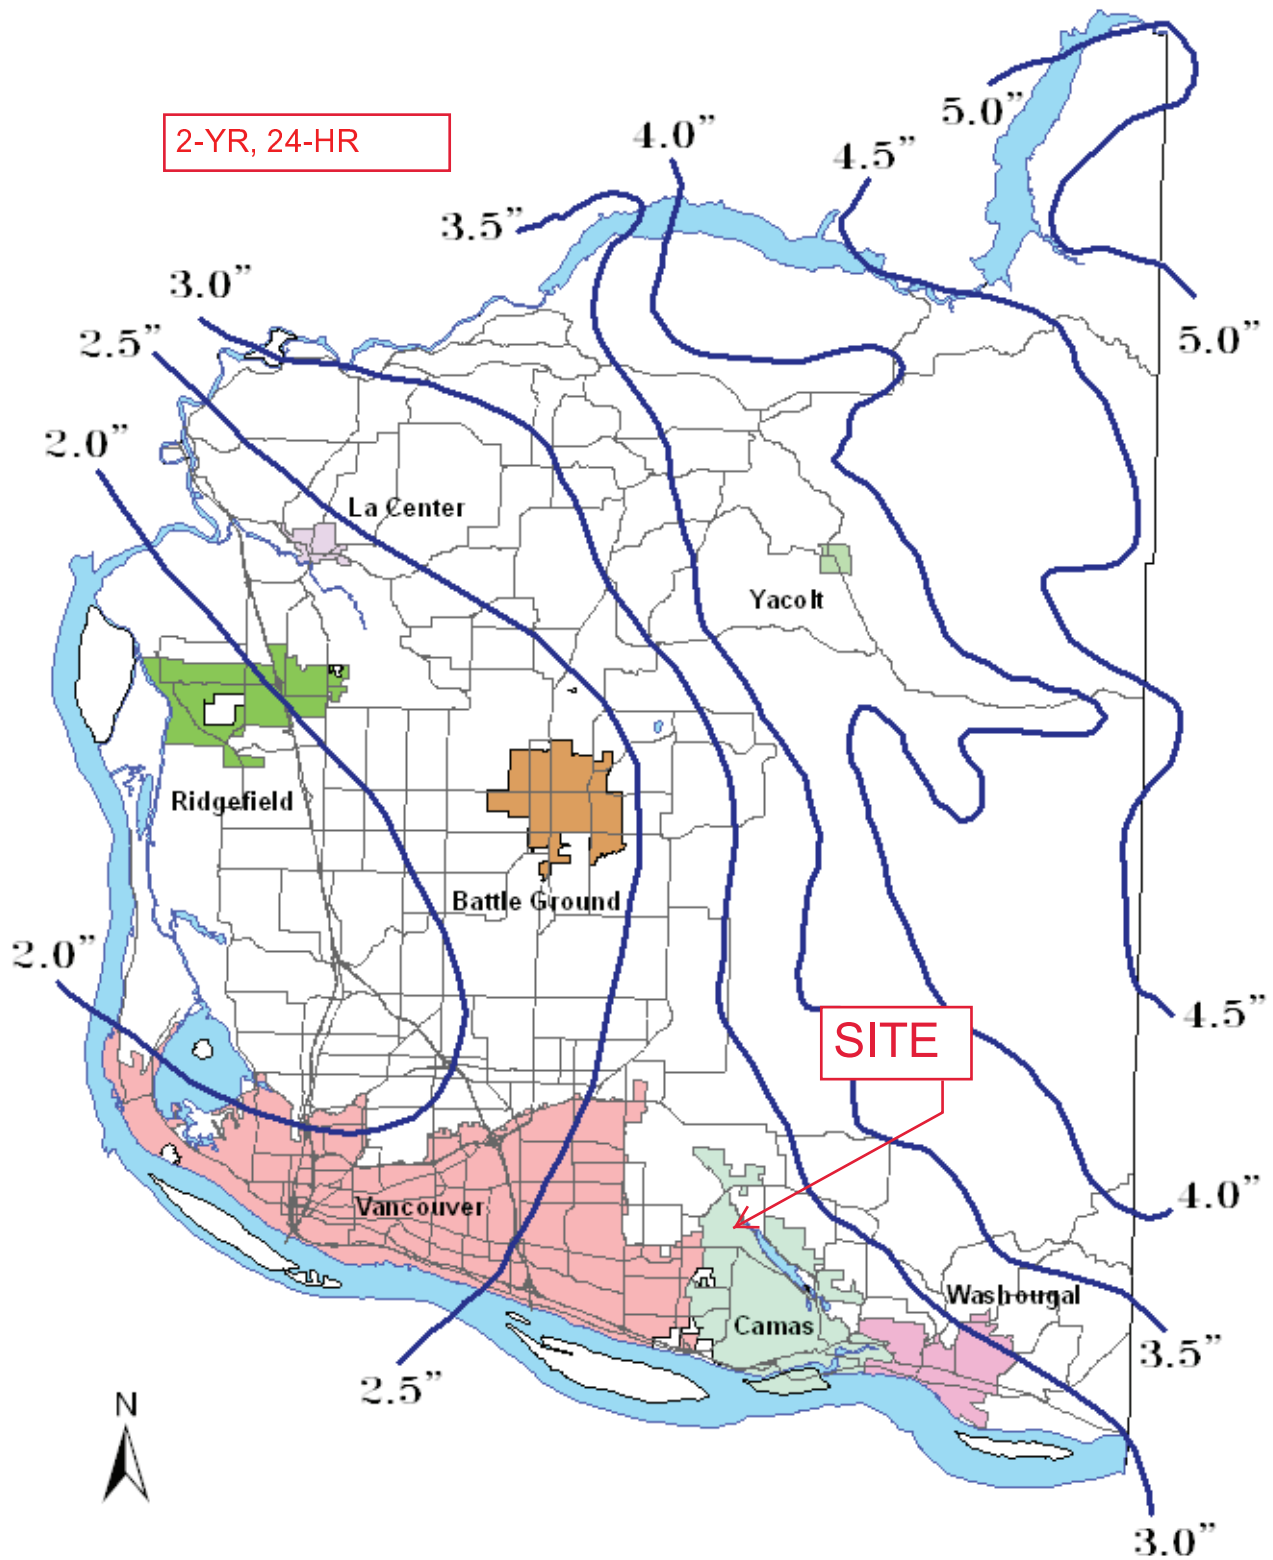 5.0”
4.0”
2-YR, 24-HR
4.5”
3.5”
3.0”
5.0”
2.5”
2.0”
La Center
Yacolt
Ridgefield
Battle Ground
2.0”
4.5”
SITE
4.0”
Vancouver
Washougal
Camas
3.5”
2.5”
N
3.0”